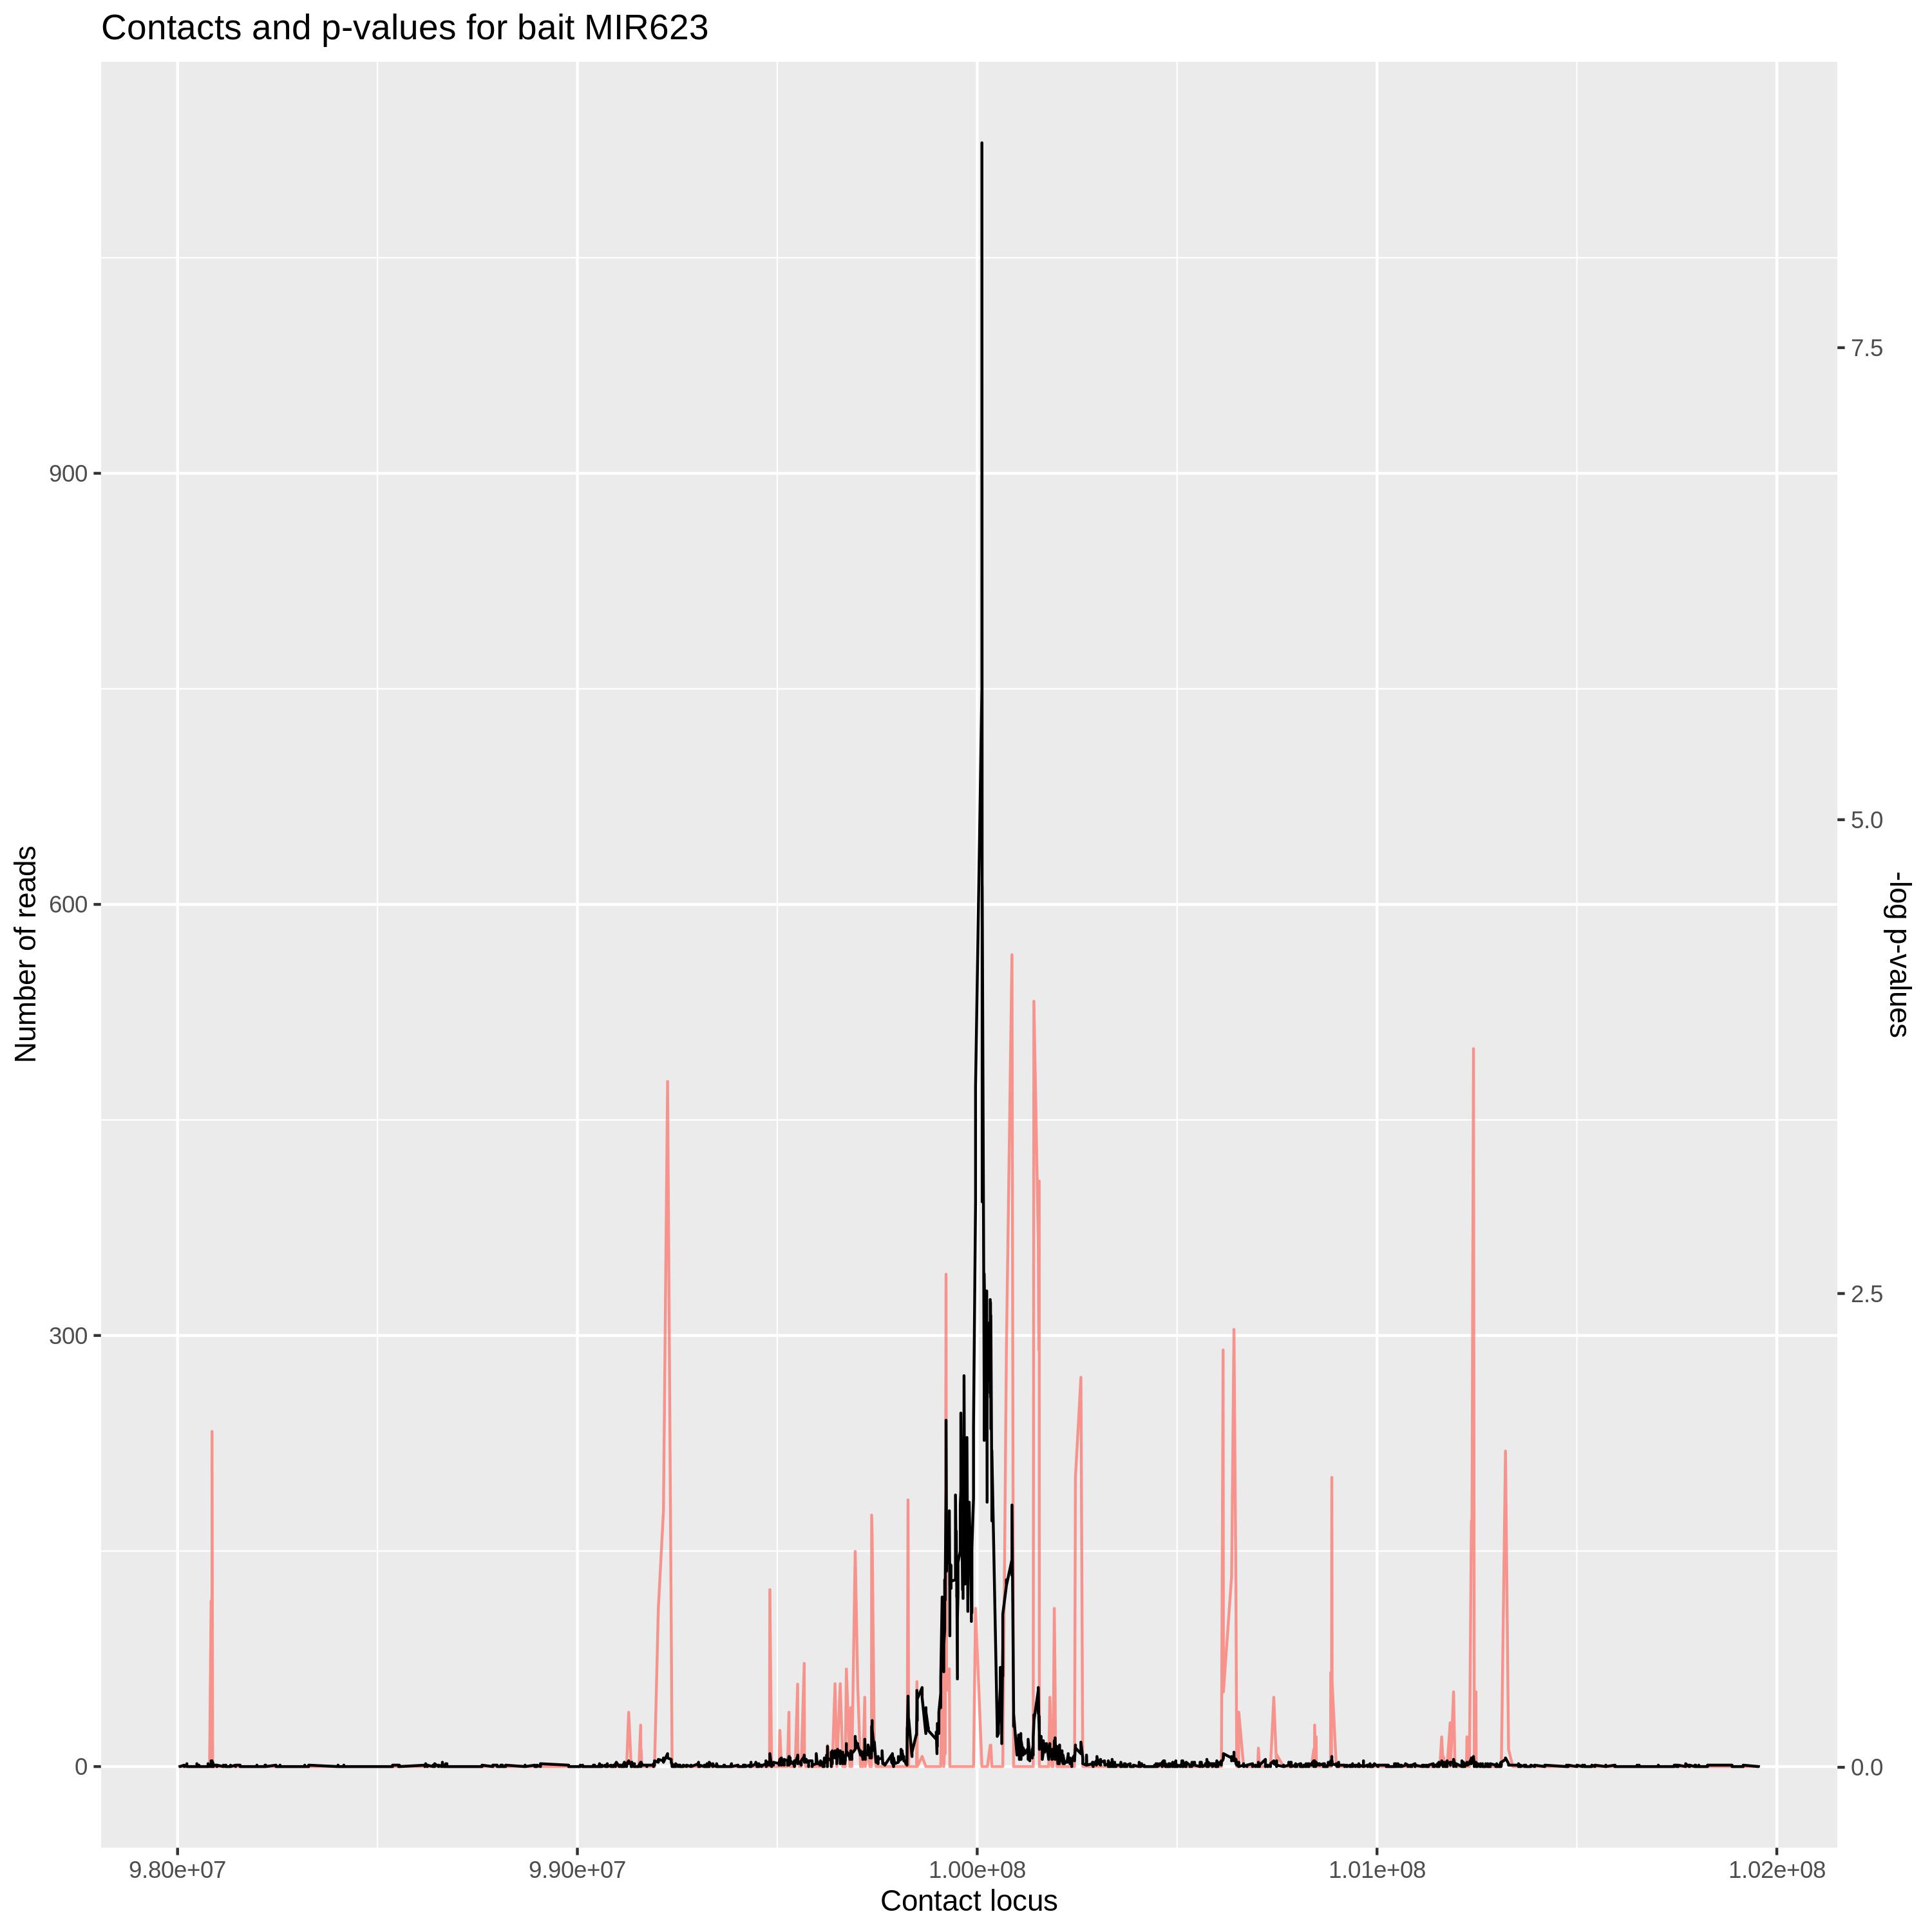 Contacts and p-values for bait MIR623
Number of reads
900
600
300
0
7.5
5.0
2.5
0.0
-log p-values
9.80e+07
9.90e+07
1.00e+08
1.01e+08
1.02e+08
Contact locus